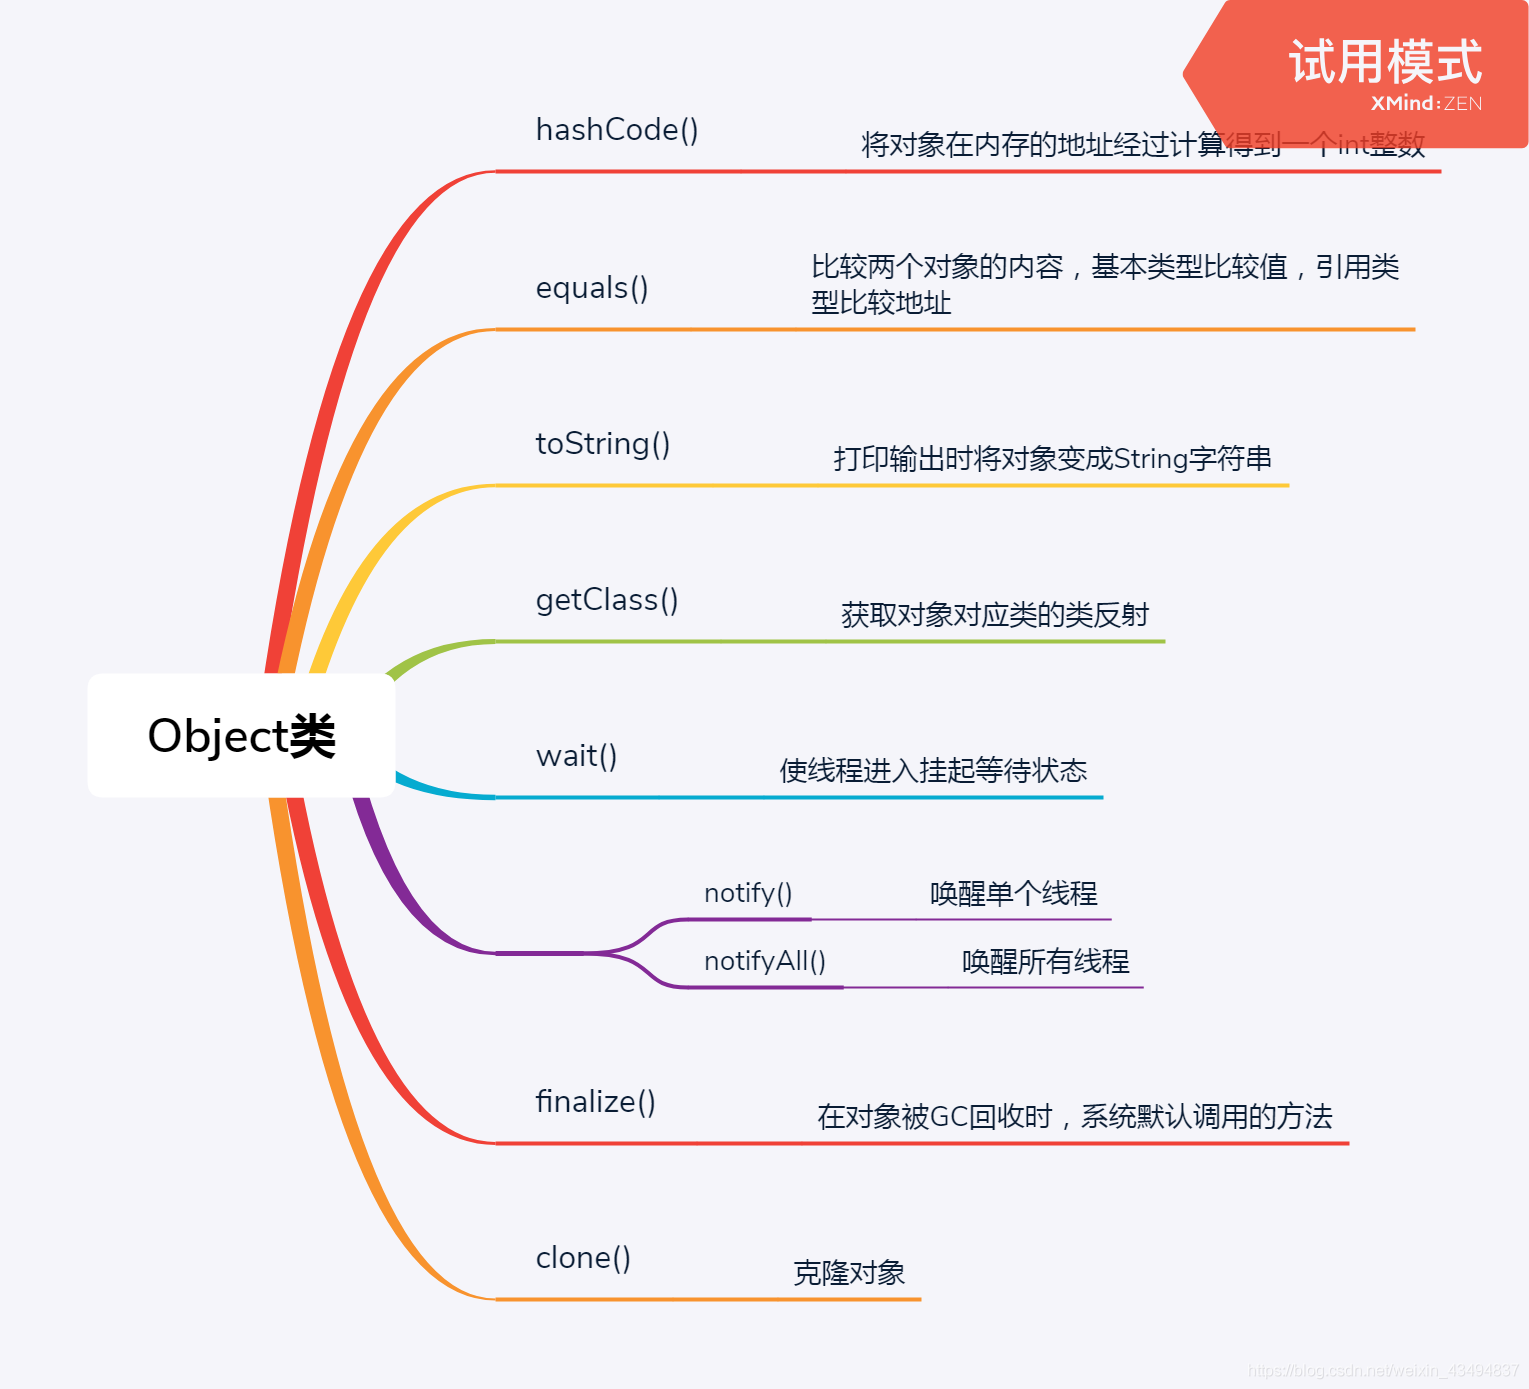 试用模式
XMind:ZEN
hashCode()
将对象在内存的地址经过计算得到一个int整数
equals()
比较两个对象的内容，基本类型比较值，引用类
型比较地址
toString()
打印输出时将对象变成String字符串
getClass()
获取对象对应类的类反射
Object类
wait()
使线程进入挂起等待状态
notify()
唤醒单个线程
notifyAll()
唤醒所有线程
finalize()
在对象被GC回收时，系统默认调用的方法
clone()
克隆对象
https://blog.csdn.net/weixin_43494837